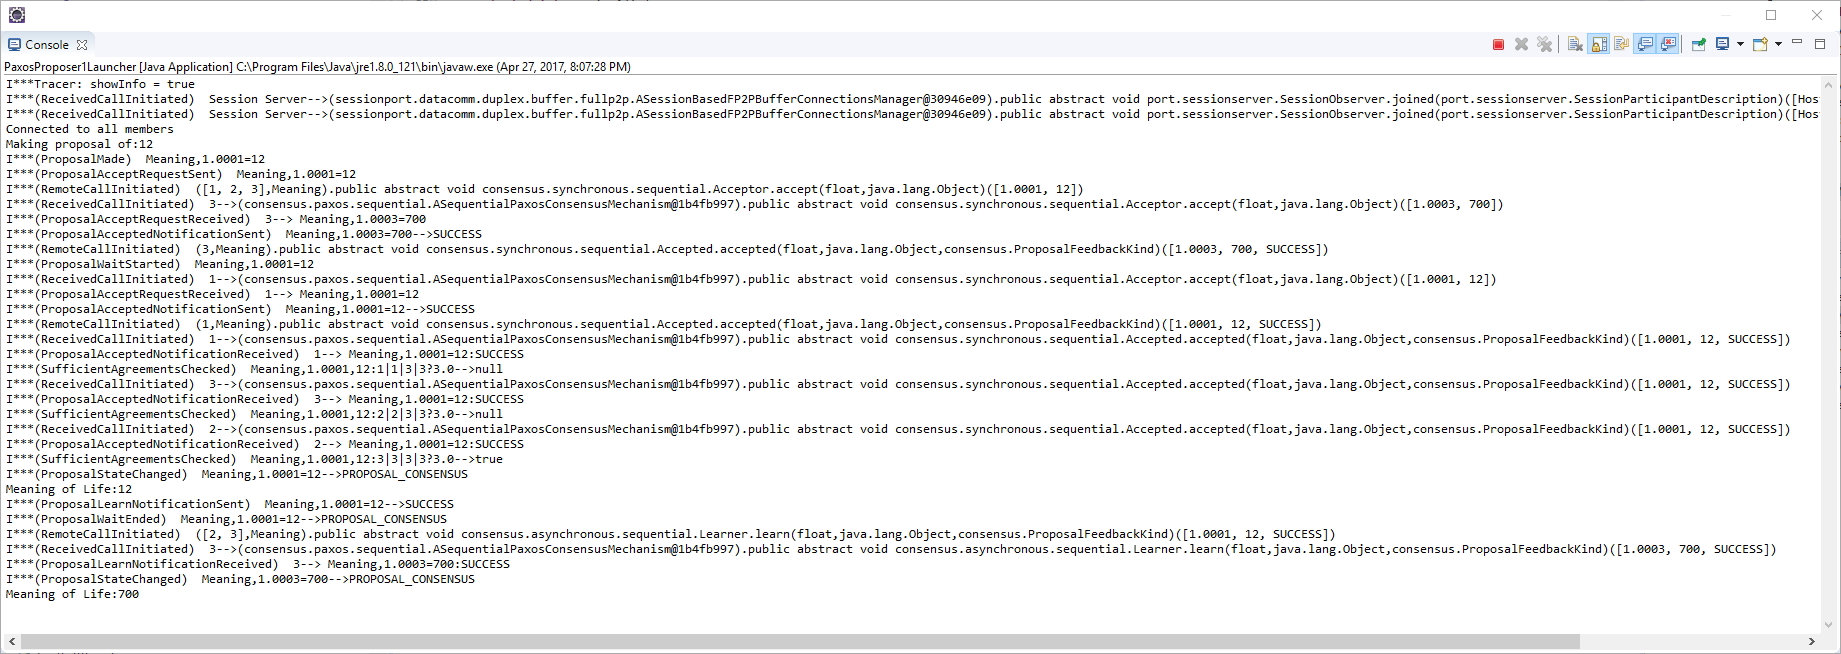 Console
PaxosProposer1Launcher [Java Application] C:\Program Files\Java\jre1.8.0_121\bin\javaw.exe (Apr 27, 2017, 8:07:28 PM)
I***Tracer: showInfo = true
I***(ReceivedCallInitiated)  Session Server-->(sessionport.datacomm.duplex.buffer.fullp2p.ASessionBasedFP2PBufferConnectionsManager@30946e09).public abstract void port.sessionserver.SessionObserver.joined(port.sessionserver.SessionParticipantDescription)([Hos
I***(ReceivedCallInitiated)  Session Server-->(sessionport.datacomm.duplex.buffer.fullp2p.ASessionBasedFP2PBufferConnectionsManager@30946e09).public abstract void port.sessionserver.SessionObserver.joined(port.sessionserver.SessionParticipantDescription)([Hos
Connected to all members
Making proposal of:12
I***(ProposalMade)  Meaning,1.0001=12
I***(ProposalAcceptRequestSent)  Meaning,1.0001=12
I***(RemoteCallInitiated)  ([1, 2, 3],Meaning).public abstract void consensus.synchronous.sequential.Acceptor.accept(float,java.lang.Object)([1.0001, 12])
I***(ReceivedCallInitiated)  3-->(consensus.paxos.sequential.ASequentialPaxosConsensusMechanism@1b4fb997).public abstract void consensus.synchronous.sequential.Acceptor.accept(float,java.lang.Object)([1.0003, 700])
I***(ProposalAcceptRequestReceived)  3--> Meaning,1.0003=700
I***(ProposalAcceptedNotificationSent)  Meaning,1.0003=700-->SUCCESS
I***(RemoteCallInitiated)  (3,Meaning).public abstract void consensus.synchronous.sequential.Accepted.accepted(float,java.lang.Object,consensus.ProposalFeedbackKind)([1.0003, 700, SUCCESS])
I***(ProposalWaitStarted)  Meaning,1.0001=12
I***(ReceivedCallInitiated)  1-->(consensus.paxos.sequential.ASequentialPaxosConsensusMechanism@1b4fb997).public abstract void consensus.synchronous.sequential.Acceptor.accept(float,java.lang.Object)([1.0001, 12])
I***(ProposalAcceptRequestReceived)  1--> Meaning,1.0001=12
I***(ProposalAcceptedNotificationSent)  Meaning,1.0001=12-->SUCCESS
I***(RemoteCallInitiated)  (1,Meaning).public abstract void consensus.synchronous.sequential.Accepted.accepted(float,java.lang.Object,consensus.ProposalFeedbackKind)([1.0001, 12, SUCCESS])
I***(ReceivedCallInitiated)  1-->(consensus.paxos.sequential.ASequentialPaxosConsensusMechanism@1b4fb997).public abstract void consensus.synchronous.sequential.Accepted.accepted(float,java.lang.Object,consensus.ProposalFeedbackKind)([1.0001, 12, SUCCESS])
I***(ProposalAcceptedNotificationReceived)  1--> Meaning,1.0001=12:SUCCESS
I***(SufficientAgreementsChecked)  Meaning,1.0001,12:1|1|3|3?3.0-->null
I***(ReceivedCallInitiated)  3-->(consensus.paxos.sequential.ASequentialPaxosConsensusMechanism@1b4fb997).public abstract void consensus.synchronous.sequential.Accepted.accepted(float,java.lang.Object,consensus.ProposalFeedbackKind)([1.0001, 12, SUCCESS])
I***(ProposalAcceptedNotificationReceived)  3--> Meaning,1.0001=12:SUCCESS
I***(SufficientAgreementsChecked)  Meaning,1.0001,12:2|2|3|3?3.0-->null
I***(ReceivedCallInitiated)  2-->(consensus.paxos.sequential.ASequentialPaxosConsensusMechanism@1b4fb997).public abstract void consensus.synchronous.sequential.Accepted.accepted(float,java.lang.Object,consensus.ProposalFeedbackKind)([1.0001, 12, SUCCESS])
I***(ProposalAcceptedNotificationReceived)  2--> Meaning,1.0001=12:SUCCESS
I***(SufficientAgreementsChecked)  Meaning,1.0001,12:3|3|3|3?3.0-->true
I***(ProposalStateChanged)  Meaning,1.0001=12-->PROPOSAL_CONSENSUS
Meaning of Life:12
I***(ProposalLearnNotificationSent)  Meaning,1.0001=12-->SUCCESS
I***(ProposalWaitEnded)  Meaning,1.0001=12-->PROPOSAL_CONSENSUS
I***(RemoteCallInitiated)  ([2, 3],Meaning).public abstract void consensus.asynchronous.sequential.Learner.learn(float,java.lang.Object,consensus.ProposalFeedbackKind)([1.0001, 12, SUCCESS])
I***(ReceivedCallInitiated)  3-->(consensus.paxos.sequential.ASequentialPaxosConsensusMechanism@1b4fb997).public abstract void consensus.asynchronous.sequential.Learner.learn(float,java.lang.Object,consensus.ProposalFeedbackKind)([1.0003, 700, SUCCESS])
I***(ProposalLearnNotificationReceived)  3--> Meaning,1.0003=700:SUCCESS
I***(ProposalStateChanged)  Meaning,1.0003=700-->PROPOSAL_CONSENSUS
Meaning of Life:700